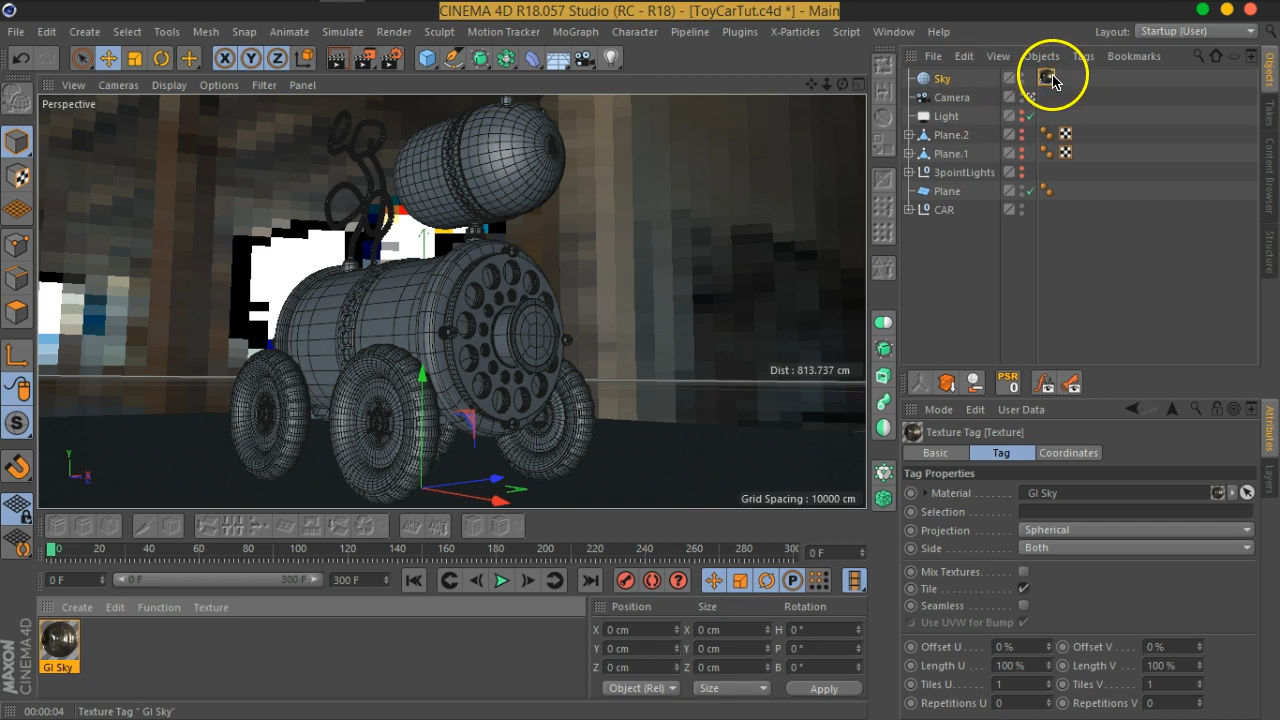 CINEMA 4D R18.057 Studio (RC - R18) - [ToyCarTut.c4d *] - Main
File Edit Create Select Tools Mesh Snap Animate Simulate Render Sculpt Motion Tracker MoGraph Character Pipeline Plugins X-Particles Script Window Help Layout: Startup (User)
View Cameras Display Options Filter Panel
File Edit View Objects Tags Bookmarks
Perspective
Sky
Camera
Light
Plane.2
Plane.1
3pointLights
Plane
CAR
Objects
Takes
Content Browser
Structure
Dist : 813.737 cm
Grid Spacing : 10000 cm
Y
X
Z
PSR
0
Mode Edit User Data
Texture Tag [Texture]
Basic Tag Coordinates
Tag Properties
Material GI Sky
Selection
Projection Spherical
Side Both
Mix Textures
Tile
Seamless
Use UVW for Bump
Offset U 0 % Offset V 0 %
Length U 100 % Length V 100 %
Tiles U 1 Tiles V 1
Repetitions U 0 Repetitions V 0
Attributes
Layers
0 20 40 60 80 100 120 140 160 180 200 220 240 260 280 300 0 F
0 F 0 F 300 F 300 F
Create Edit Function Texture
GI Sky
Position Size Rotation
X 0 cm X 0 cm H 0 °
Y 0 cm Y 0 cm P 0 °
Z 0 cm Z 0 cm B 0 °
Object (Rel) Size Apply
MAXON CINEMA 4D
00:00:04 Texture Tag " GI Sky"